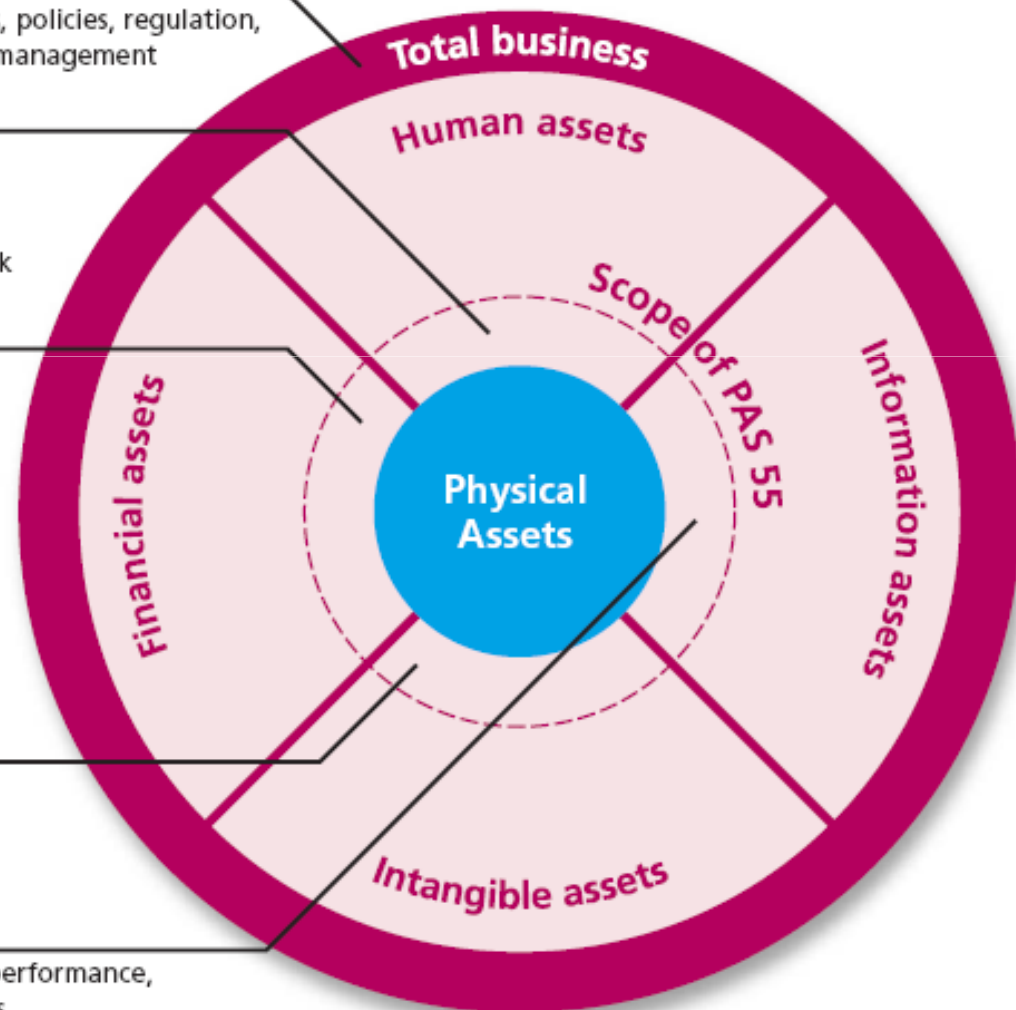 , policies, regulation,
management
Total business
Human assets
k
Scope of PAS 55
Information assets
Financial assets
Physical
Assets
Intangible assets
performance,